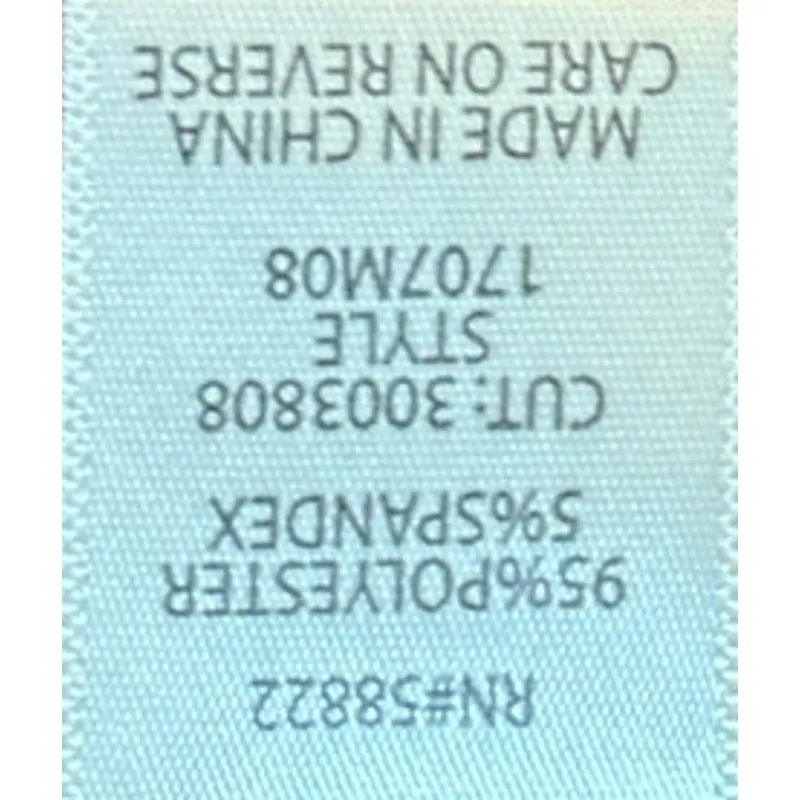 RN#58822
95%POLYESTER
5%SPANDEX
CUT:3003808
STYLE
1707M08
MADE IN CHINA
CARE ON REVERSE